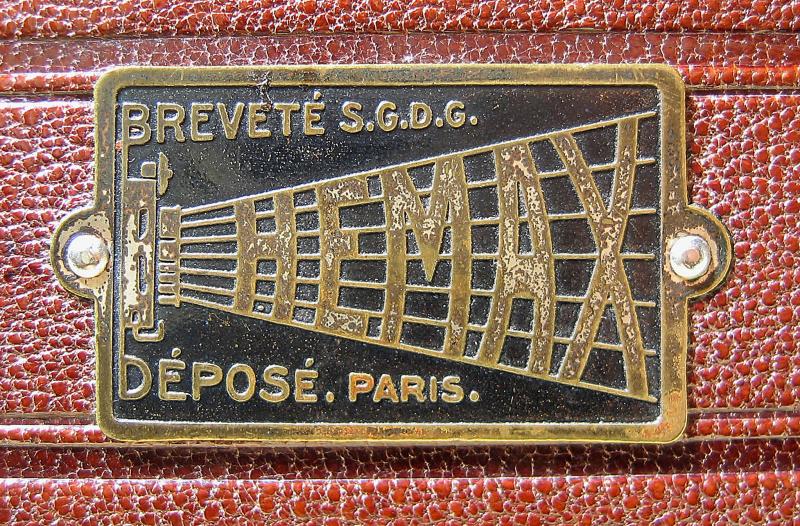 BREVETÉ S.G.D.G.
HEMAX
DÉPOSÉ. PARIS.